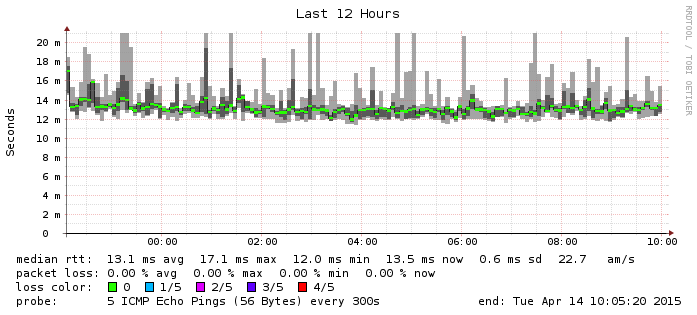 Last 12 Hours
RRDTOOL / TOBI OETIKER
Seconds
20 m
18 m
16 m
14 m
12 m
10 m
8 m
6 m
4 m
2 m
0
00:00 02:00 04:00 06:00 08:00 10:00
median rtt: 13.1 ms avg 17.1 ms max 12.0 ms min 13.5 ms now 0.6 ms sd 22.7 am/s
packet loss: 0.00 % avg 0.00 % max 0.00 % min 0.00 % now
loss color: 0 1/5 2/5 3/5 4/5
probe: 5 ICMP Echo Pings (56 Bytes) every 300s end: Tue Apr 14 10:05:20 2015